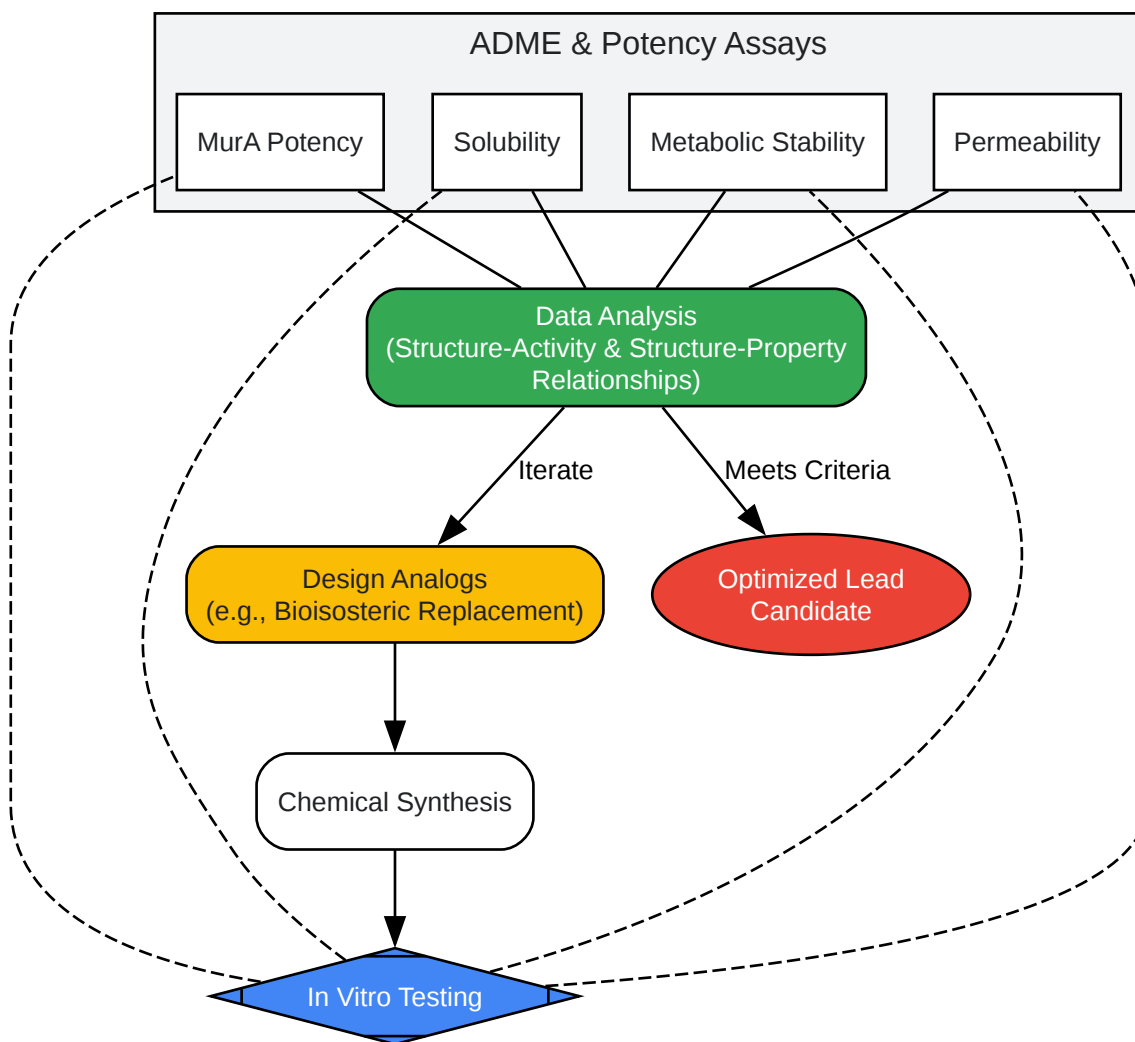 ADME & Potency Assays
MurA Potency
Solubility
Metabolic Stability
Permeability
Data Analysis
(Structure-Activity & Structure-Property
Relationships)
Iterate
Meets Criteria
Design Analogs
(e.g., Bioisosteric Replacement)
Optimized Lead
Candidate
Chemical Synthesis
In Vitro Testing